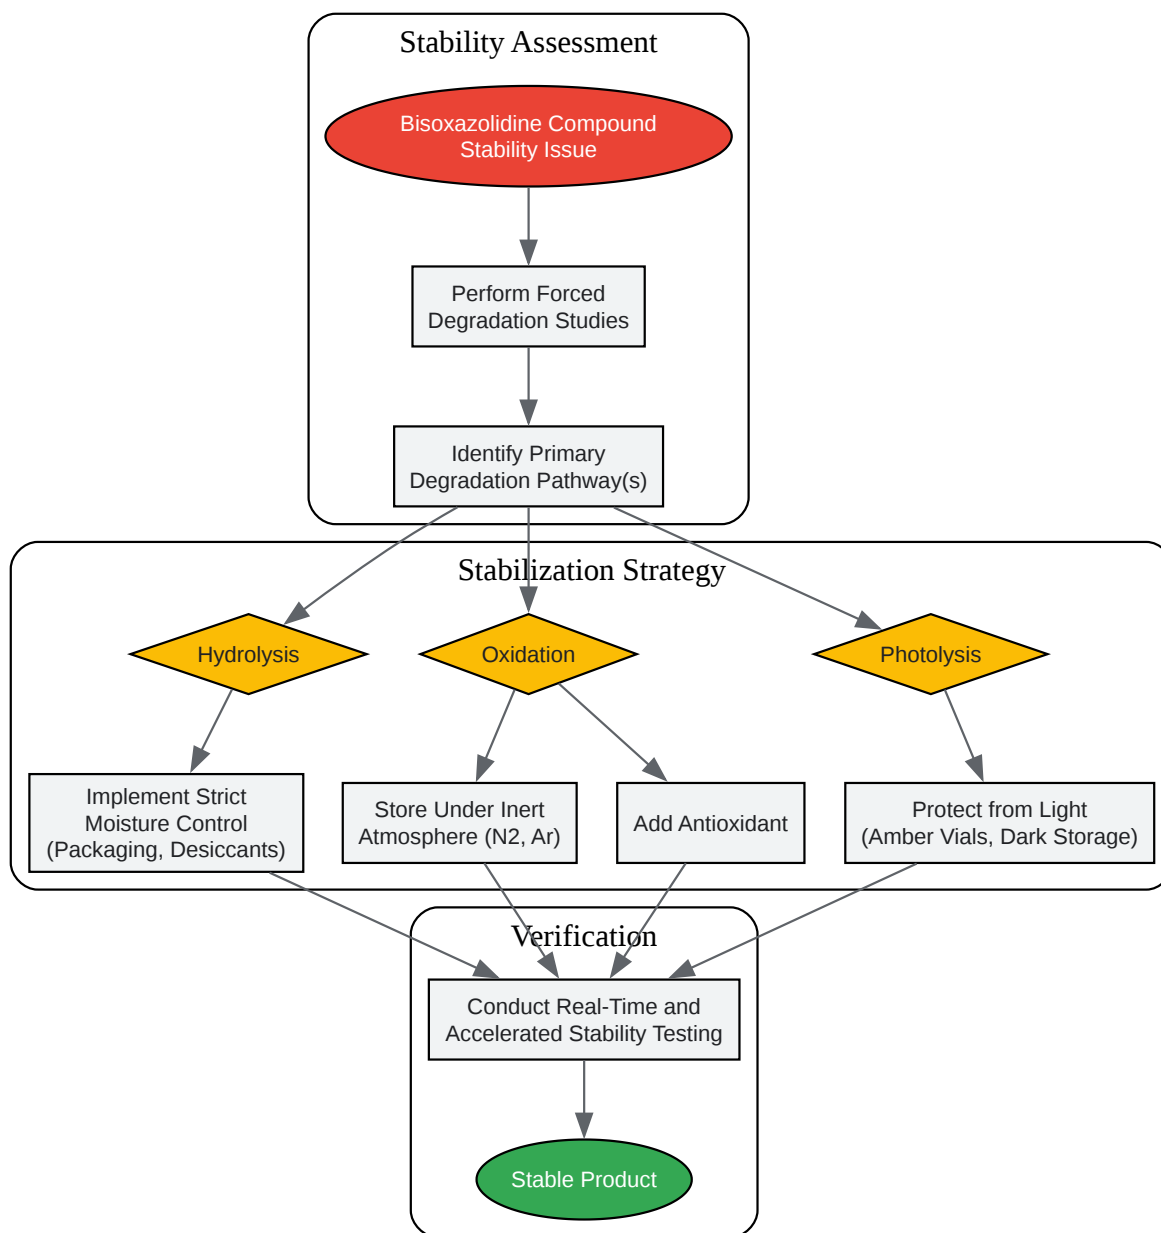 Stability Assessment
Bisoxazolidine Compound
Stability Issue
Perform Forced
Degradation Studies
Identify Primary
Degradation Pathway(s)
Stabilization Strategy
Hydrolysis
Oxidation
Photolysis
Implement Strict
Moisture Control
(Packaging, Desiccants)
Store Under Inert
Atmosphere (N2, Ar)
Add Antioxidant
Protect from Light
(Amber Vials, Dark Storage)
Verification
Conduct Real-Time and
Accelerated Stability Testing
Stable Product